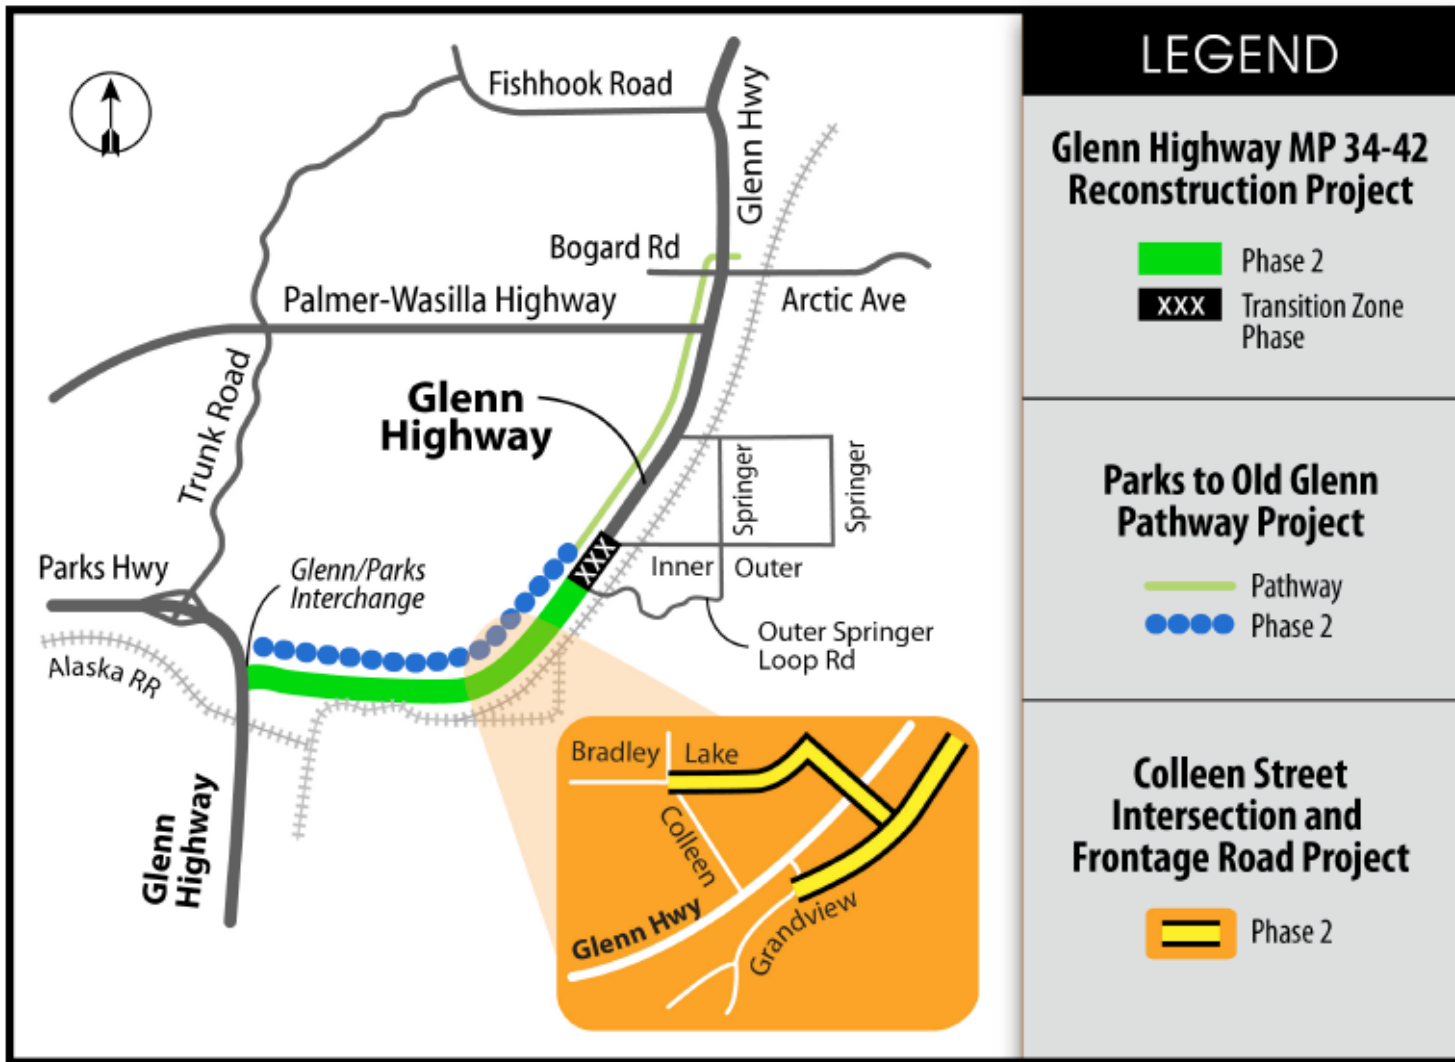 Fishhook Road
Glenn Hwy
Bogard Rd
Palmer-Wasilla Highway
Arctic Ave
Trunk Road
Glenn
Highway
Springer
Springer
Parks Hwy
Glenn/Parks
Interchange
XXX
Inner
Outer
Outer Springer
Loop Rd
Alaska RR
Glenn
Highway
Bradley
Lake
Colleen
Glenn Hwy
Grandview
LEGEND
Glenn Highway MP 34-42
Reconstruction Project
Phase 2
XXX
Transition Zone
Phase
Parks to Old Glenn
Pathway Project
Pathway
Phase 2
Colleen Street
Intersection and
Frontage Road Project
Phase 2